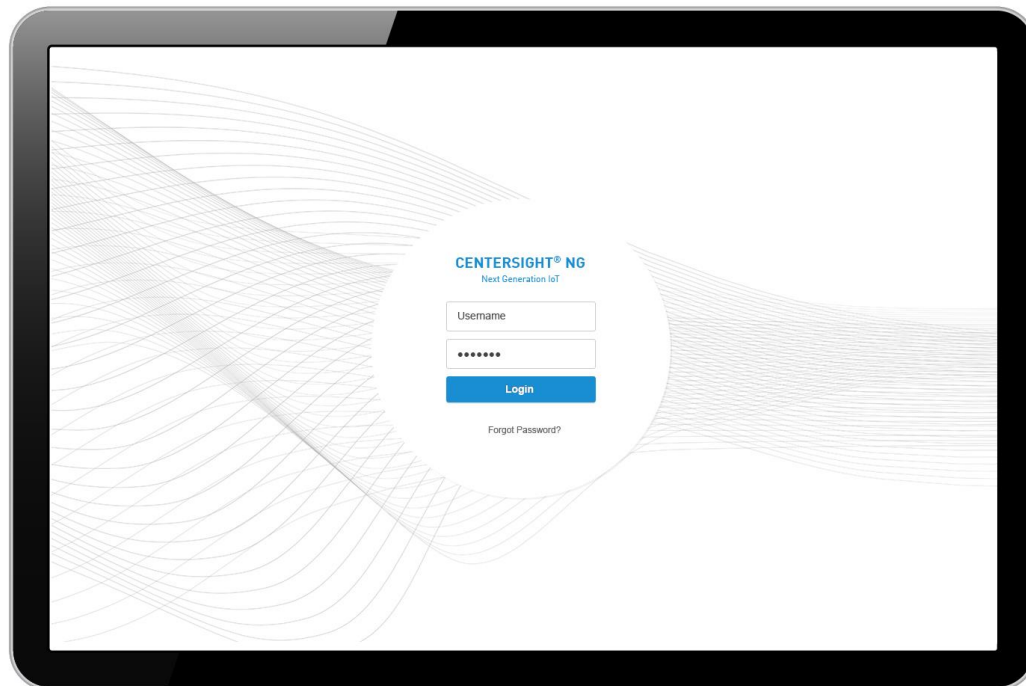 CENTERSIGHT® NG
Next Generation IoT
Username
•••••••
Login
Forgot Password?